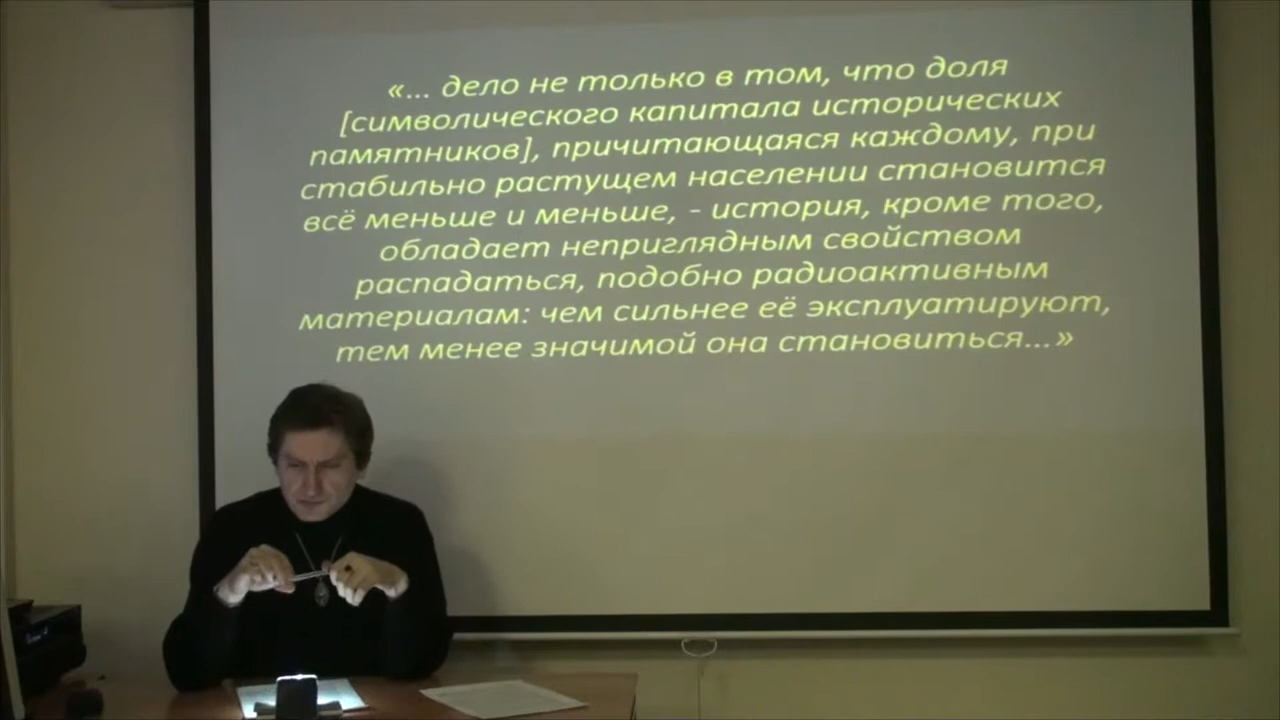 «... дело не только в том, что доля
[символического капитала исторических
памятников], причитающаяся каждому, при
стабильно растущем населении становится
всё меньше и меньше, - история, кроме того,
обладает неприглядным свойством
распадаться, подобно радиоактивным
материалам: чем сильнее её эксплуатируют,
тем менее значимой она становиться...»